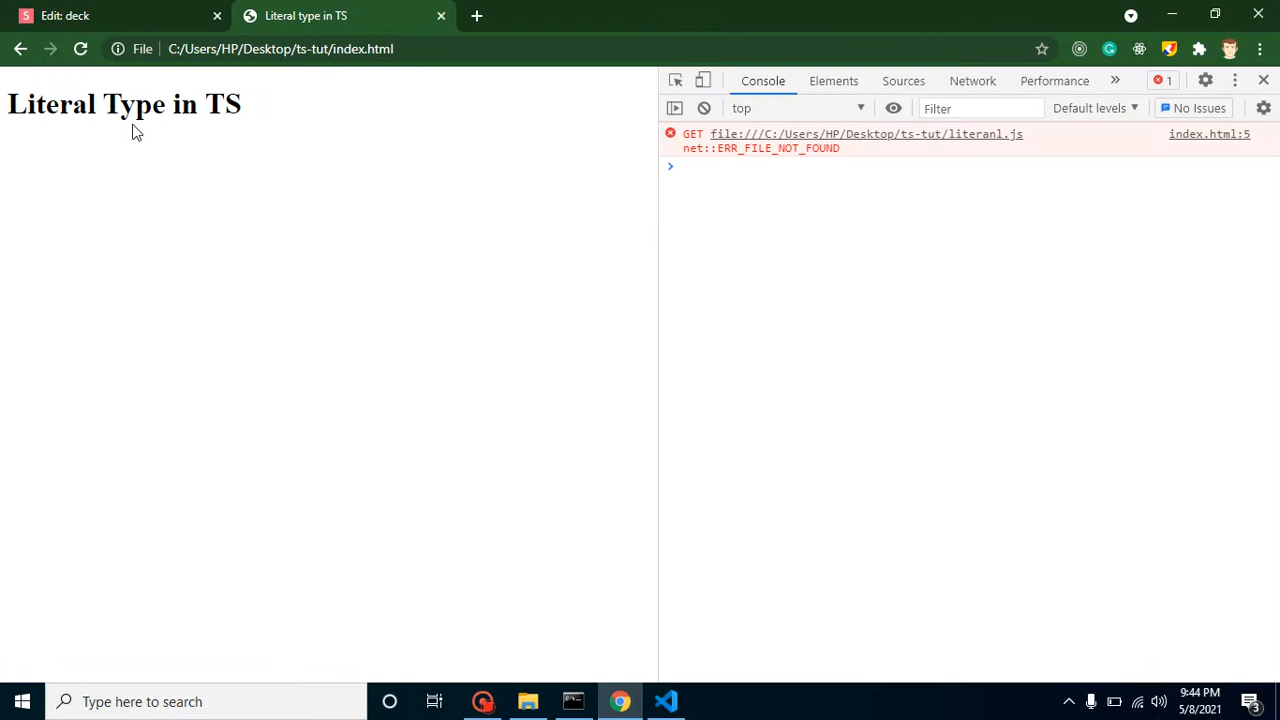 S Edit: deck
Literal type in TS
File C:/Users/HP/Desktop/ts-tut/index.html
Literal Type in TS
Console Elements Sources Network Performance 1
top Filter Default levels No Issues
GET file:///C:/Users/HP/Desktop/ts-tut/literanl.js index.html:5
net::ERR_FILE_NOT_FOUND
Type here to search
9:44 PM
5/8/2021
3